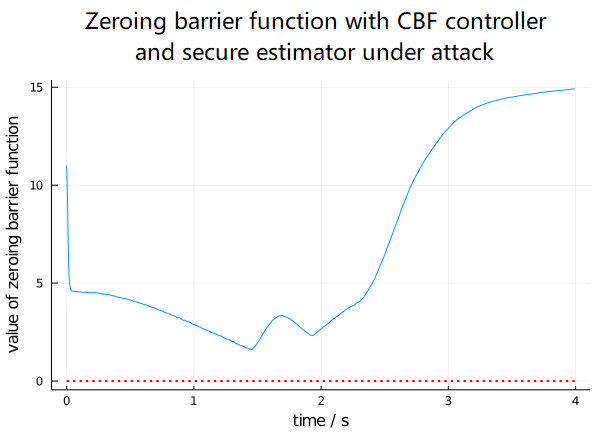 Zeroing barrier function with CBF controller
and secure estimator under attack
value of zeroing barrier function
15
10
5
0
0 1 2 3 4
time / s